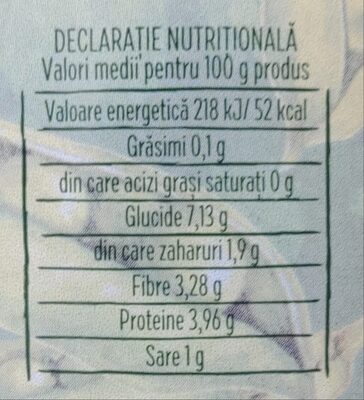 DECLARATIE NUTRITIONALĂ
Valori medii pentru 100 g produs
Valoare energetică 218 kJ/ 52 kcal
Grăsimi 0,1 g
din care acizi grași saturați 0 g
Glucide 7,13 g
din care zaharuri 1,9 g
Fibre 3,28 g
Proteine 3,96 g
Sare 1 g